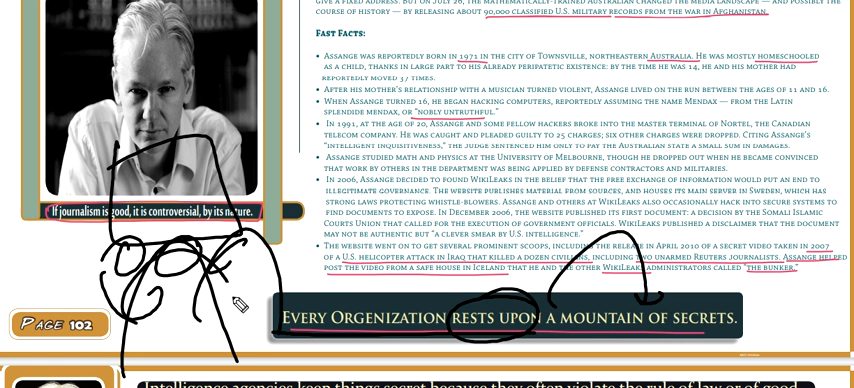 GIVE A FIXED ADDRESS. BUT ON JULY 26, THE MATHEMATICALLY-TRAINED AUSTRALIAN CHANGED THE MEDIA LANDSCAPE — AND POSSIBLY THE
COURSE OF HISTORY — BY RELEASING ABOUT 90,000 CLASSIFIED U.S. MILITARY RECORDS FROM THE WAR IN AFGHANISTAN.
FAST FACTS:
• ASSANGE WAS REPORTEDLY BORN IN 1971 IN THE CITY OF TOWNSVILLE, NORTHEASTERN AUSTRALIA. HE WAS MOSTLY HOMESCHOOLED
AS A CHILD, THANKS IN LARGE PART TO HIS ALREADY PERIPATETIC EXISTENCE: BY THE TIME HE WAS 14, HE AND HIS MOTHER HAD
REPORTEDLY MOVED 37 TIMES.
• AFTER HIS MOTHER'S RELATIONSHIP WITH A MUSICIAN TURNED VIOLENT, ASSANGE LIVED ON THE RUN BETWEEN THE AGES OF 11 AND 16.
• WHEN ASSANGE TURNED 16, HE BEGAN HACKING COMPUTERS, REPORTEDLY ASSUMING THE NAME MENDAX — FROM THE LATIN
SPLENDIDE MENDAX, OR "NOBLY UNTRUTHFUL."
• IN 1991, AT THE AGE OF 20, ASSANGE AND SOME FELLOW HACKERS BROKE INTO THE MASTER TERMINAL OF NORTEL, THE CANADIAN
TELECOM COMPANY. HE WAS CAUGHT AND PLEADED GUILTY TO 25 CHARGES; SIX OTHER CHARGES WERE DROPPED. CITING ASSANGE'S
"INTELLIGENT INQUISITIVENESS," THE JUDGE SENTENCED HIM ONLY TO PAY THE AUSTRALIAN STATE A SMALL SUM IN DAMAGES.
• ASSANGE STUDIED MATH AND PHYSICS AT THE UNIVERSITY OF MELBOURNE, THOUGH HE DROPPED OUT WHEN HE BECAME CONVINCED
THAT WORK BY OTHERS IN THE DEPARTMENT WAS BEING APPLIED BY DEFENSE CONTRACTORS AND MILITARIES.
• IN 2006, ASSANGE DECIDED TO FOUND WIKILEAKS IN THE BELIEF THAT THE FREE EXCHANGE OF INFORMATION WOULD PUT AN END TO
ILLEGITIMATE GOVERNANCE. THE WEBSITE PUBLISHES MATERIAL FROM SOURCES, AND HOUSES ITS MAIN SERVER IN SWEDEN, WHICH HAS
STRONG LAWS PROTECTING WHISTLE-BLOWERS. ASSANGE AND OTHERS AT WIKILEAKS ALSO OCCASIONALLY HACK INTO SECURE SYSTEMS TO
FIND DOCUMENTS TO EXPOSE. IN DECEMBER 2006, THE WEBSITE PUBLISHED ITS FIRST DOCUMENT: A DECISION BY THE SOMALI ISLAMIC
COURTS UNION THAT CALLED FOR THE EXECUTION OF GOVERNMENT OFFICIALS. WIKILEAKS PUBLISHED A DISCLAIMER THAT THE DOCUMENT
MAY NOT BE AUTHENTIC BUT "A CLEVER SMEAR BY U.S. INTELLIGENCE."
• THE WEBSITE WENT ON TO GET SEVERAL PROMINENT SCOOPS, INCLUDING THE RELEASE IN APRIL 2010 OF A SECRET VIDEO TAKEN IN 2007
OF A U.S. HELICOPTER ATTACK IN IRAQ THAT KILLED A DOZEN CIVILIANS, INCLUDING TWO UNARMED REUTERS JOURNALISTS. ASSANGE HELPED
POST THE VIDEO FROM A SAFE HOUSE IN ICELAND THAT HE AND THE OTHER WIKILEAKS ADMINISTRATORS CALLED "THE BUNKER."
If journalism is good, it is controversial, by its nature.
PAGE 102
EVERY ORGENIZATION RESTS UPON A MOUNTAIN OF SECRETS.
Intelligence agencies keep things secret because they often violate the rule of law or of good